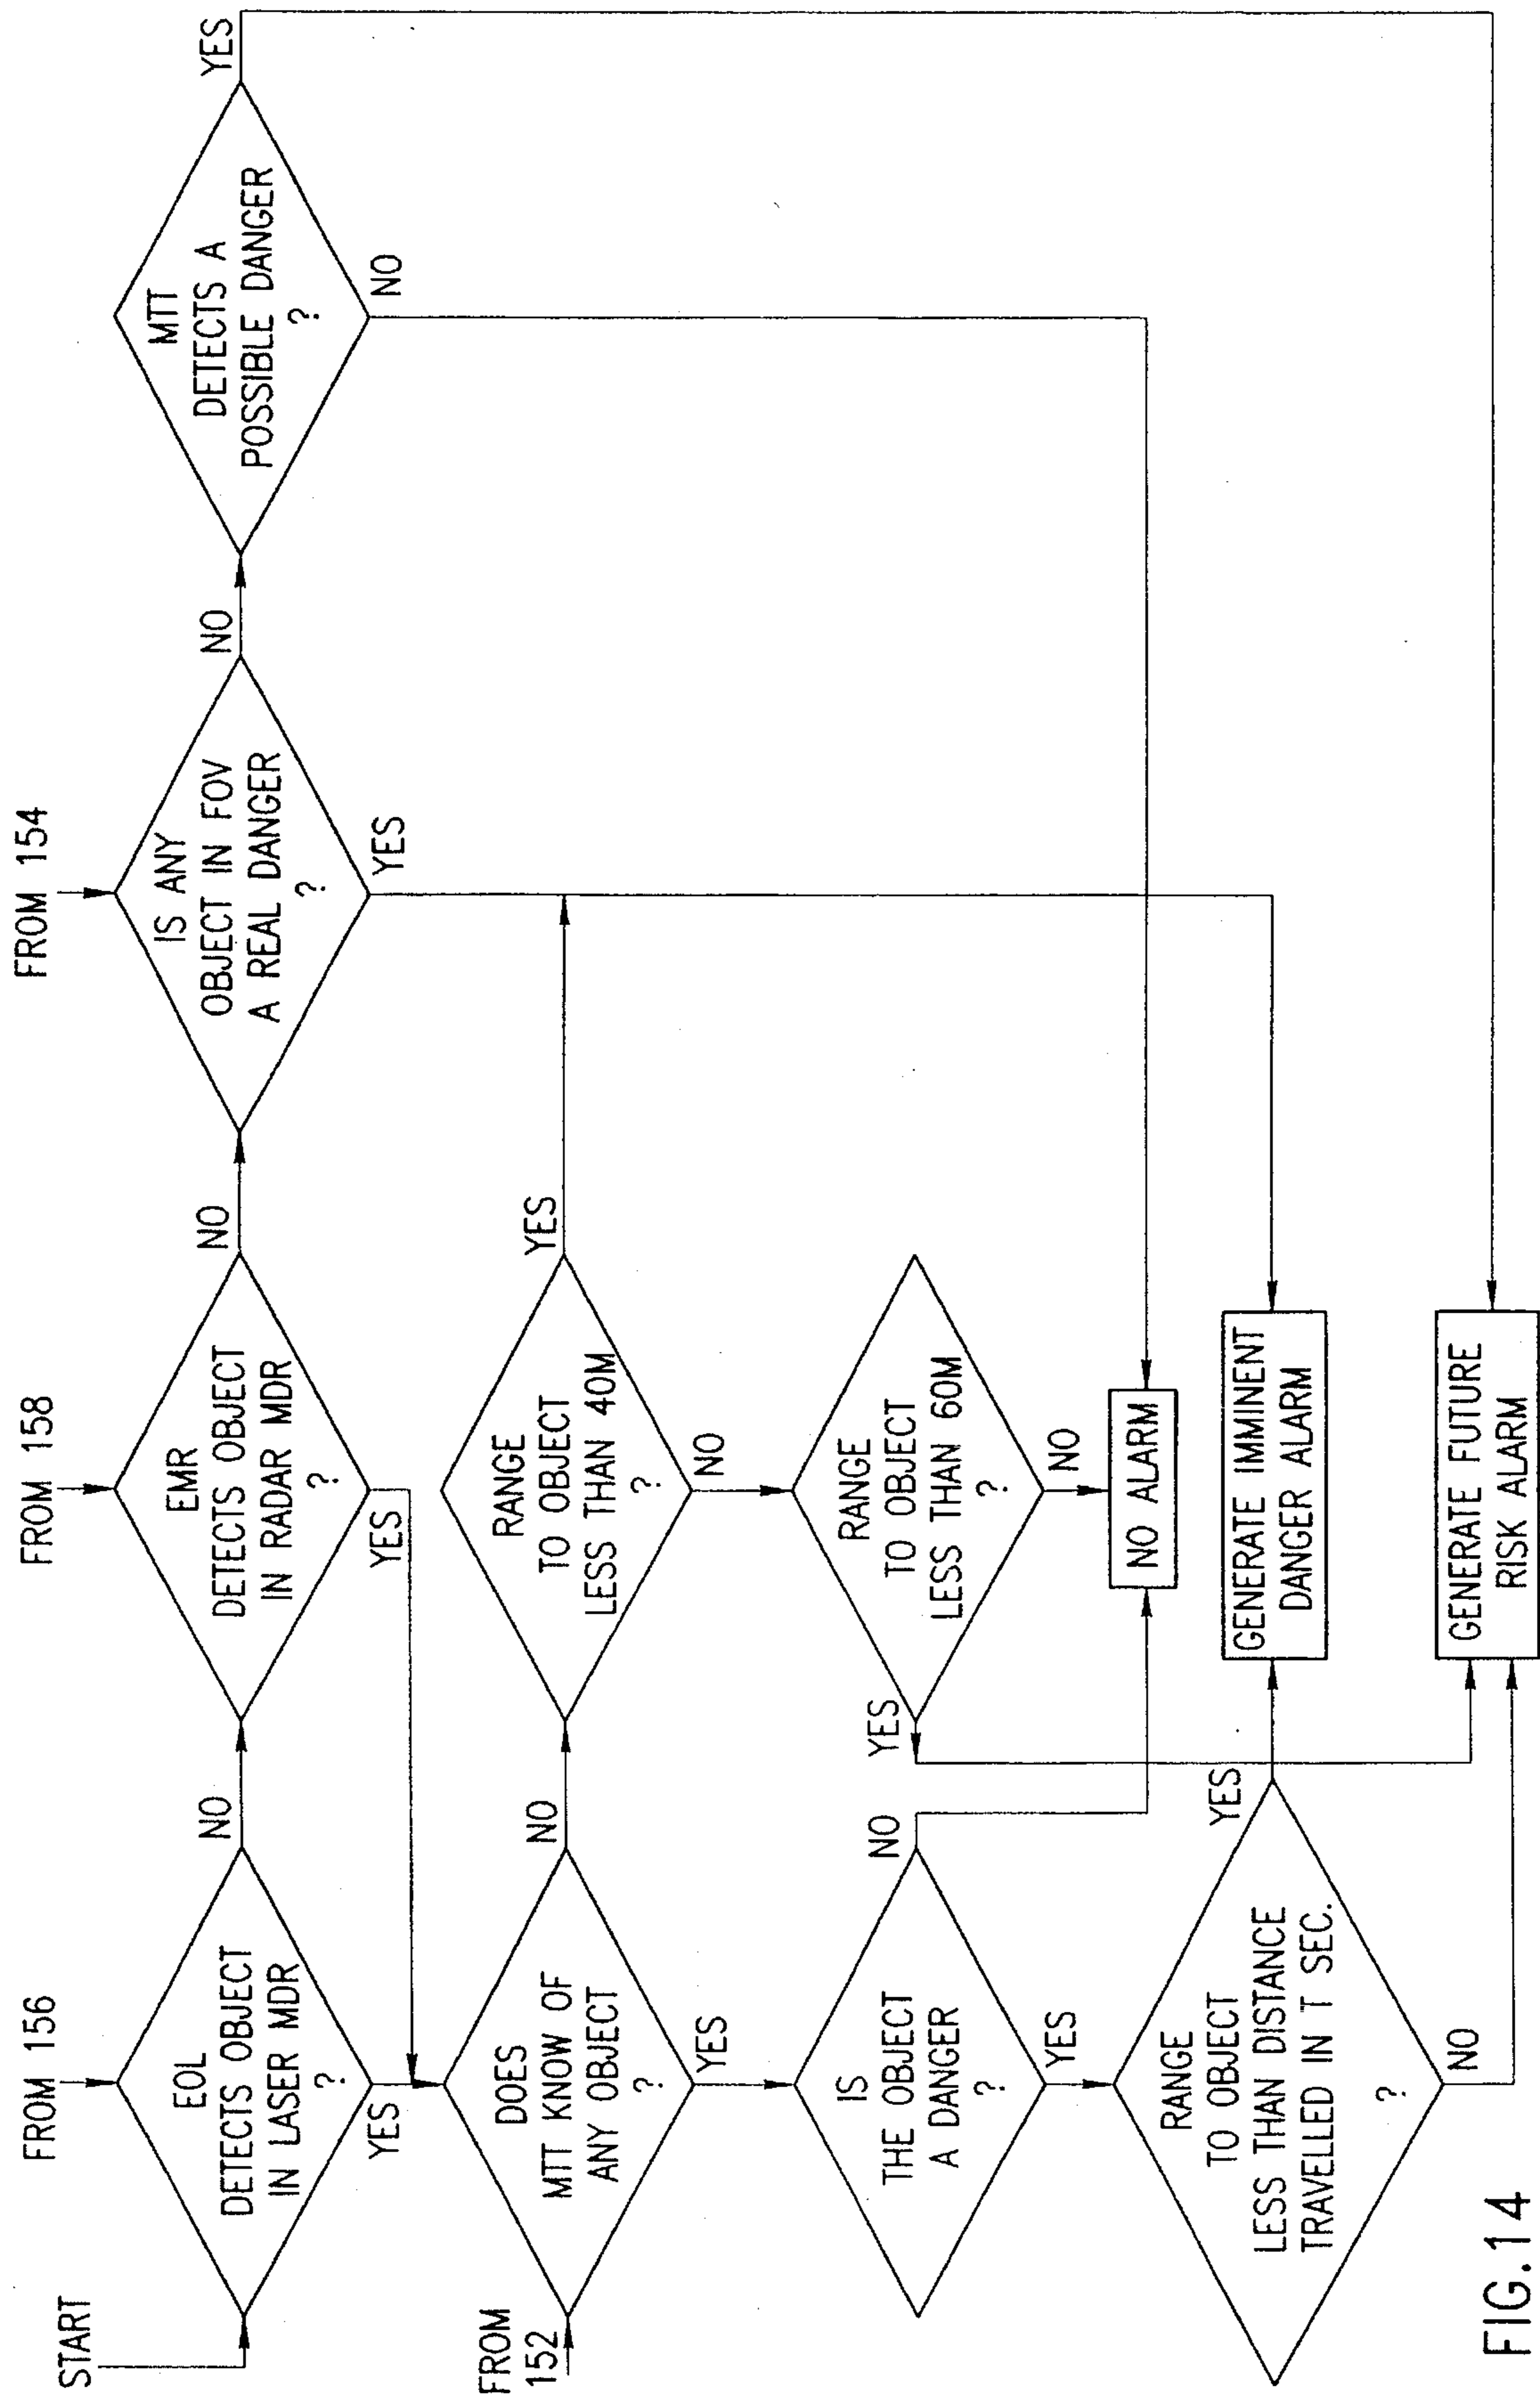 START
FROM 156
EOL
DETECTS OBJECT
IN LASER MDR
?
NO
YES
FROM 158
EMR
DETECTS OBJECT
IN RADAR MDR
?
NO
YES
FROM 154
IS ANY
OBJECT IN FOV
A REAL DANGER
?
NO
YES
MTT
DETECTS A
POSSIBLE DANGER
?
YES
NO
FROM
152
DOES
MTT KNOW OF
ANY OBJECT
?
NO
YES
RANGE
TO OBJECT
LESS THAN 40M
?
YES
NO
IS
THE OBJECT
A DANGER
?
NO
YES
RANGE
TO OBJECT
LESS THAN 60M
?
YES
NO
NO ALARM
RANGE
TO OBJECT
LESS THAN DISTANCE
TRAVELLED IN T SEC.
?
YES
NO
GENERATE IMMINENT
DANGER ALARM
GENERATE FUTURE
RISK ALARM
FIG.14